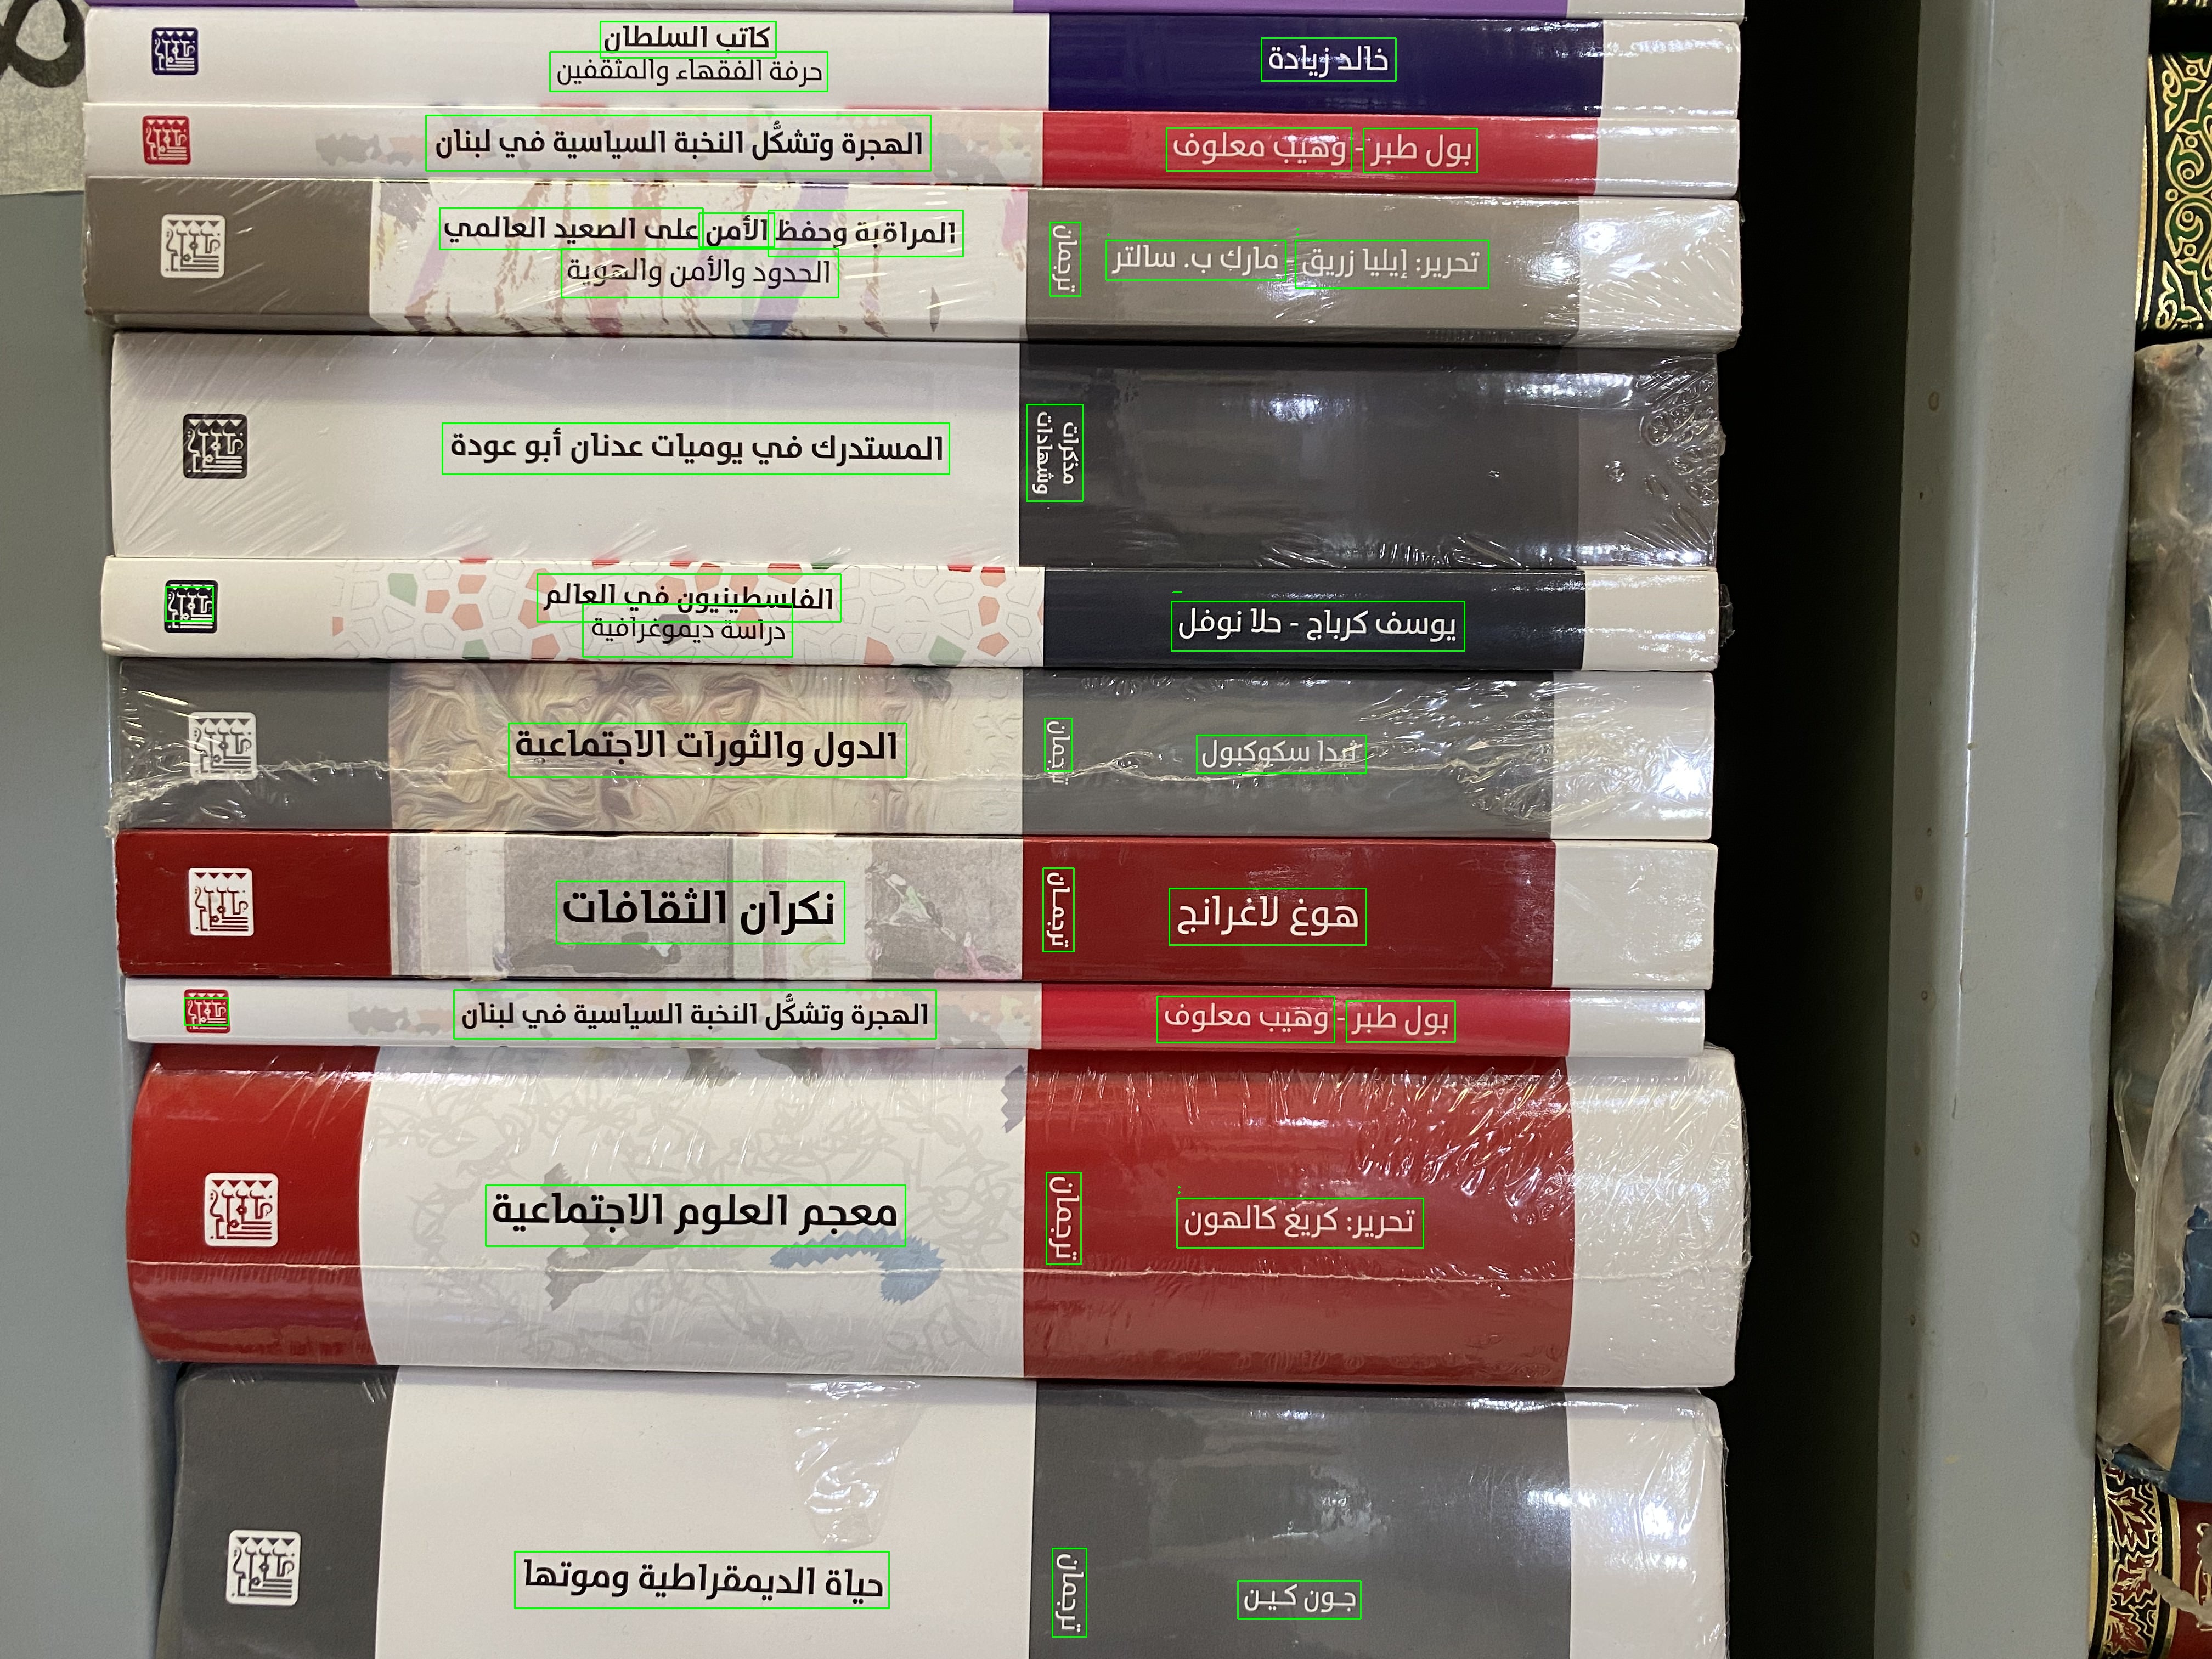 كاتب السلطان
حرفة الفقهاء والمثقفين
خالد زيادة
الهجرة وتشكُّل النخبة السياسية في لبنان
بول طبر - وهيب معلوف
المراقبة وحفظ الأمن على الصعيد العالمي
الحدود والأمن والهوية
ترجمان
تحرير: إيليا زريق - مارك ب. سالتر
المستدرك في يوميات عدنان أبو عودة
مذكرات
وشهادات
الفلسطينيون في العالم
دراسة ديموغرافية
يوسف كرباج - حلا نوفل
الدول والثورات الاجتماعية
ترجمان
ثيدا سكوكبول
نكران الثقافات
ترجمان
هوغ لاغرانج
الهجرة وتشكُّل النخبة السياسية في لبنان
بول طبر - وهيب معلوف
معجم العلوم الاجتماعية
ترجمان
تحرير: كريغ كالهون
حياة الديمقراطية وموتها
ترجمان
جون كين